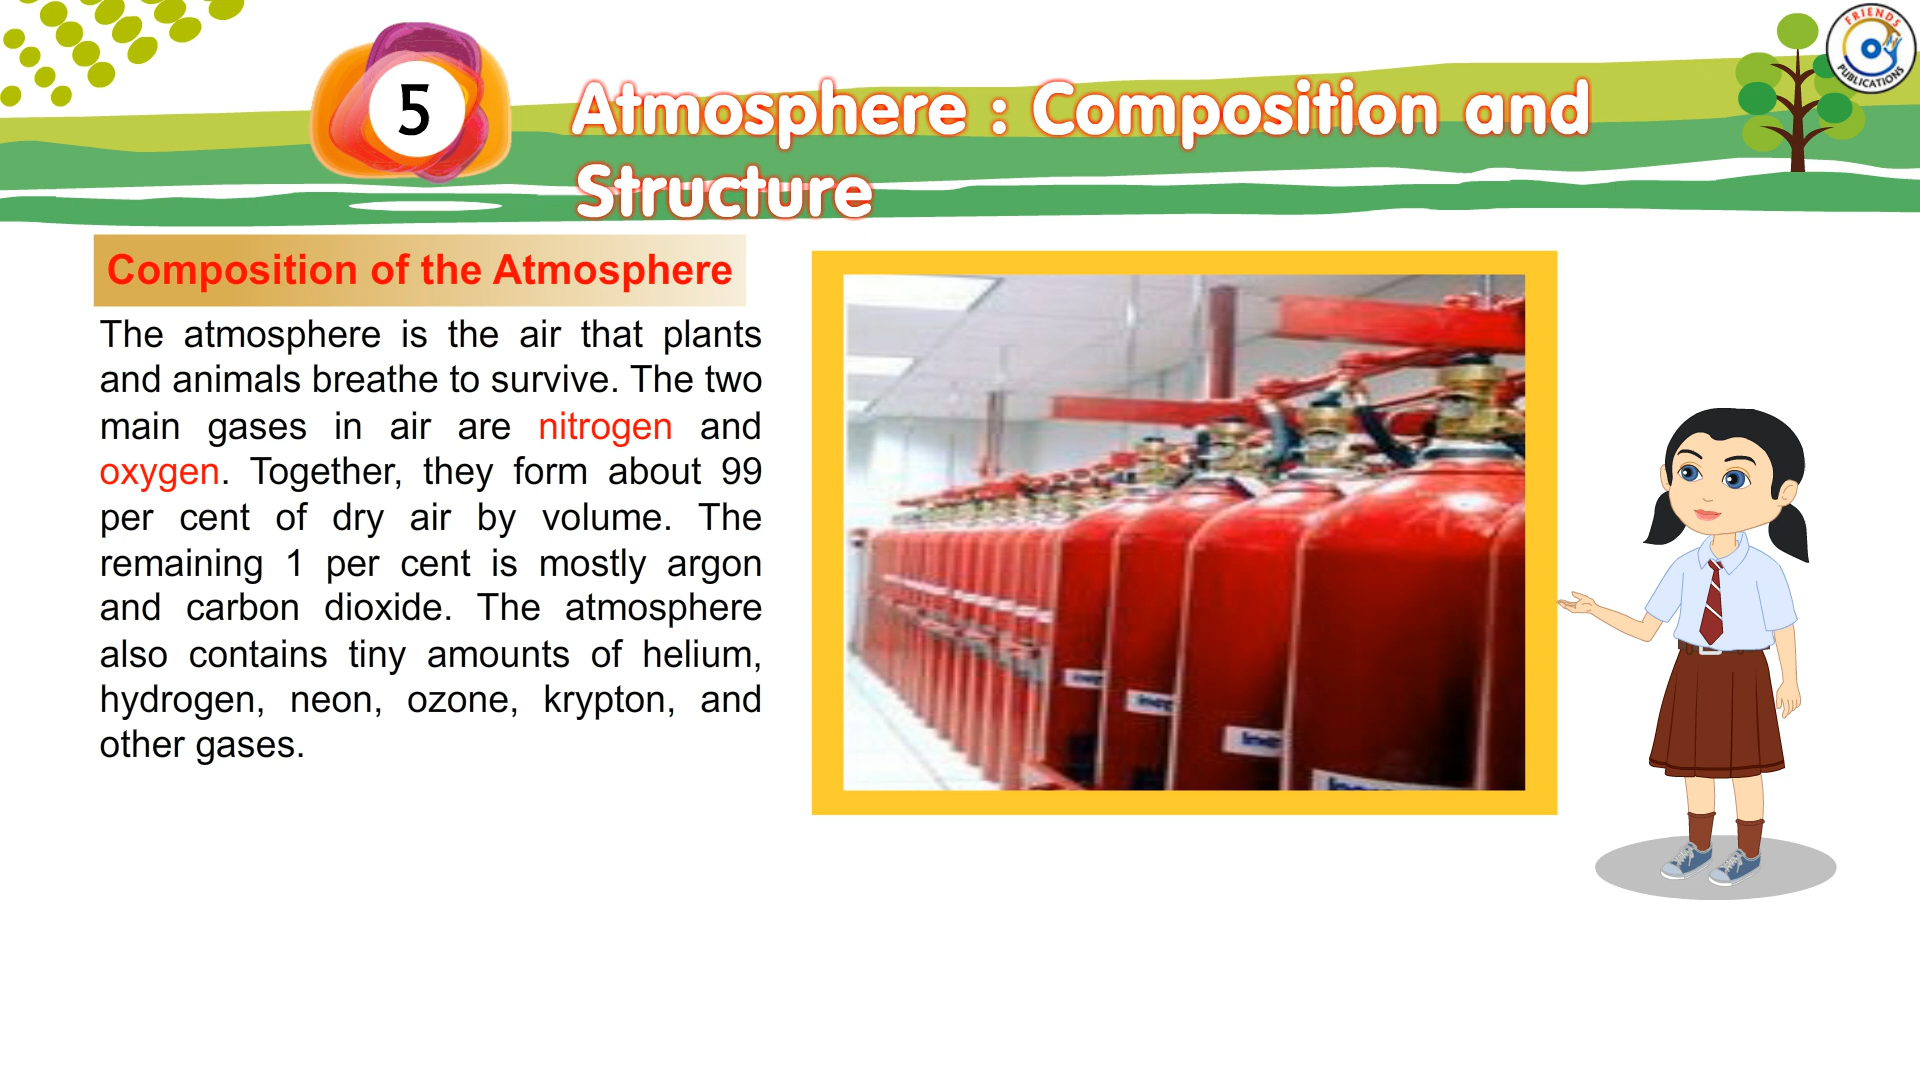 5
Atmosphere : Composition and
Structure
FRIENDS
PUBLICATIONS
Composition of the Atmosphere
The atmosphere is the air that plants
and animals breathe to survive. The two
main gases in air are nitrogen and
oxygen. Together, they form about 99
per cent of dry air by volume. The
remaining 1 per cent is mostly argon
and carbon dioxide. The atmosphere
also contains tiny amounts of helium,
hydrogen, neon, ozone, krypton, and
other gases.